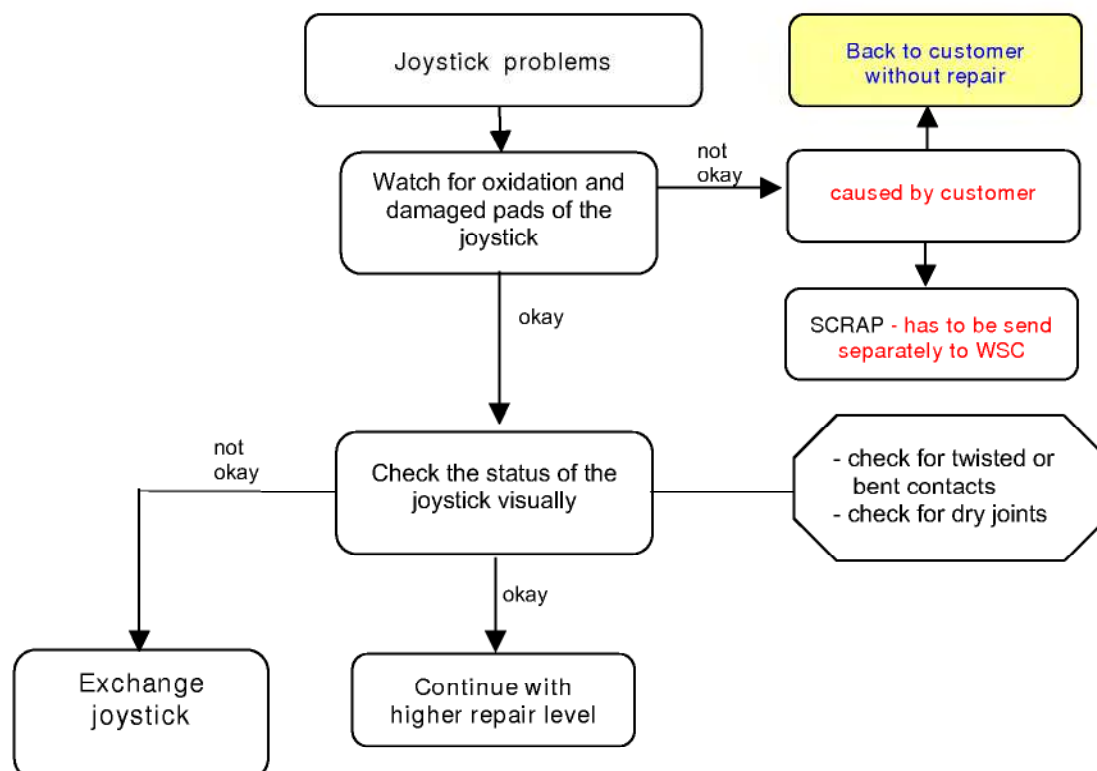 Joystick problems
Back to customer
without repair
not
okay
Watch for oxidation and
damaged pads of the
joystick
caused by customer
okay
SCRAP - has to be send
separately to WSC
not
okay
Check the status of the
joystick visually
- check for twisted or
bent contacts
- check for dry joints
okay
Exchange
joystick
Continue with
higher repair level